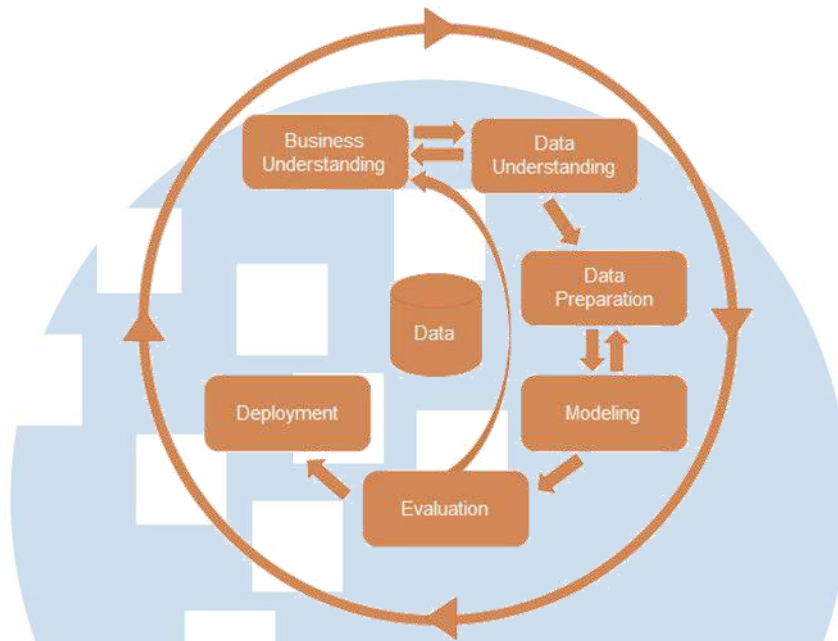 Business
Understanding
Data
Understanding
Data
Preparation
Data
Modeling
Deployment
Evaluation